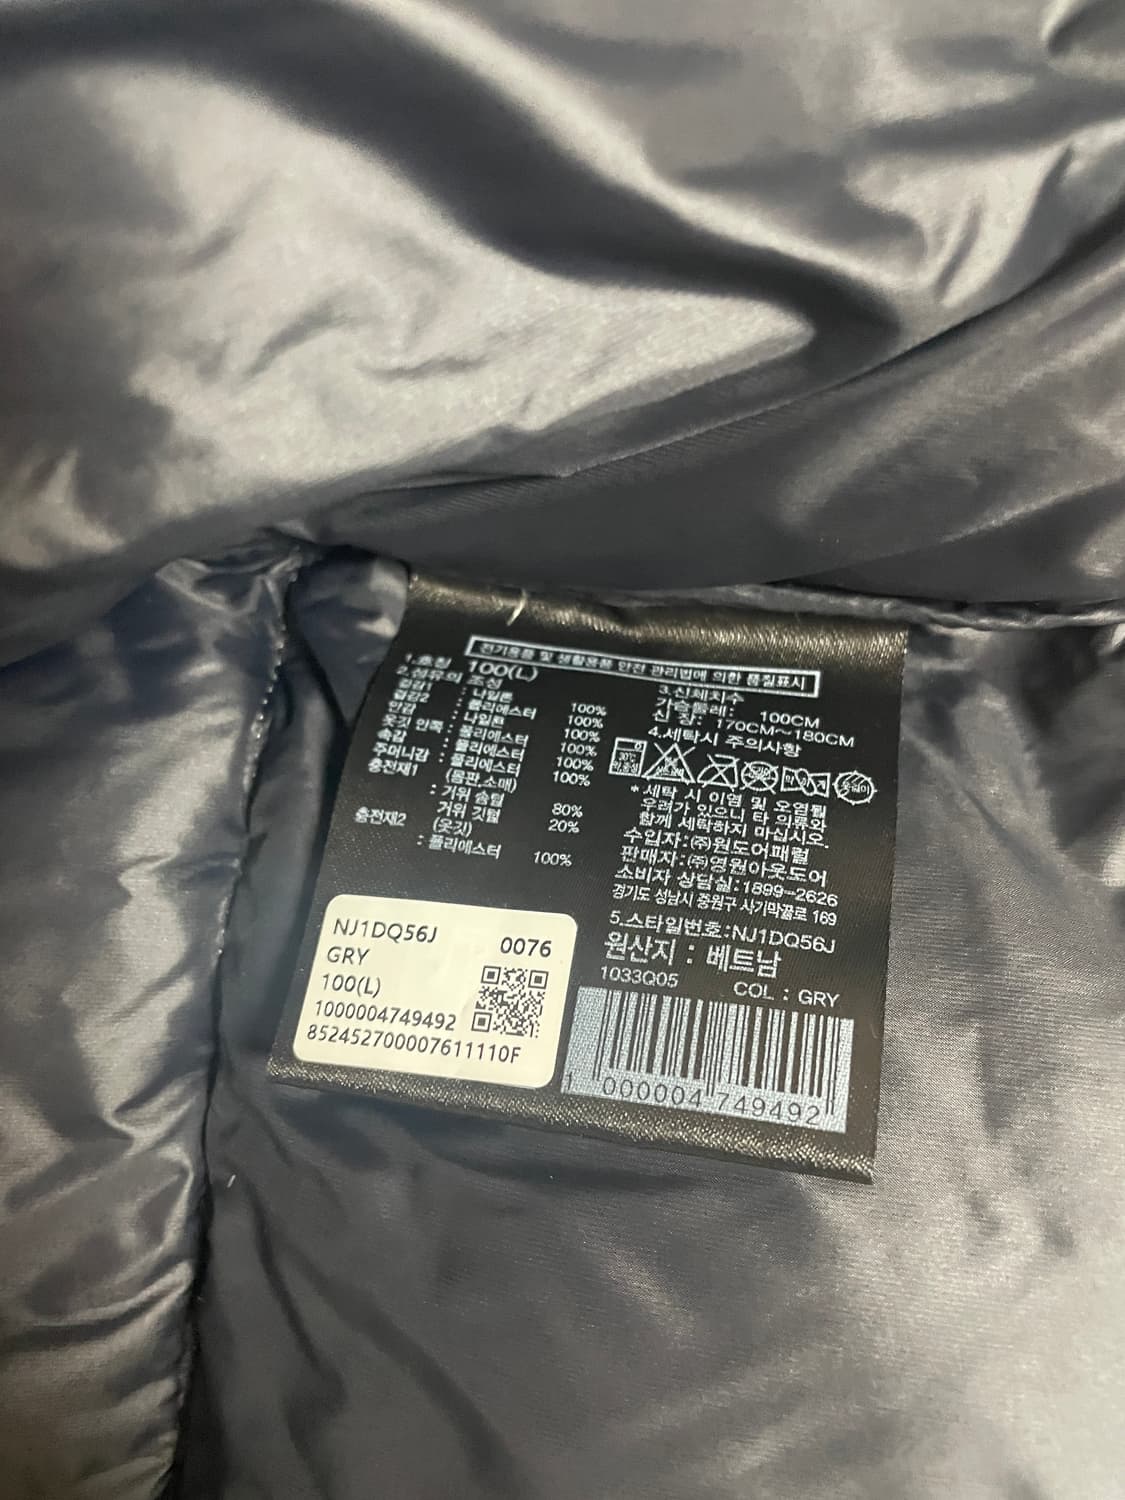 전기용품 및 생활용품 안전 관리법에 의한 품질표시
1.호칭 100(L)
2.섬유의 조성
겉감1 : 나일론 100%
겉감2 : 폴리에스터 100%
안감 : 나일론 100%
옷깃 안쪽 : 폴리에스터 100%
속감 : 폴리에스터 100%
주머니감 : 폴리에스터 100%
충전재1 (몸판,소매)
: 거위 솜털 80%
거위 깃털 20%
충전재2 (옷깃)
: 폴리에스터 100%
3.신체치수
가슴둘레: 100CM
신 장: 170CM~180CM
4.세탁시 주의사항
30℃
중성
* 세탁 시 이염 및 오염될
우려가 있으니 타 의류와
함께 세탁하지 마십시오.
수입자:(주)원도어패럴
판매자:(주)영원아웃도어
소비자 상담실:1899-2626
경기도 성남시 중원구 사기막골로 169
5.스타일번호:NJ1DQ56J
원산지 : 베트남
1033Q05 COL : GRY
1 000004 749492
NJ1DQ56J 0076
GRY
100(L)
1000004749492
852452700007611110F